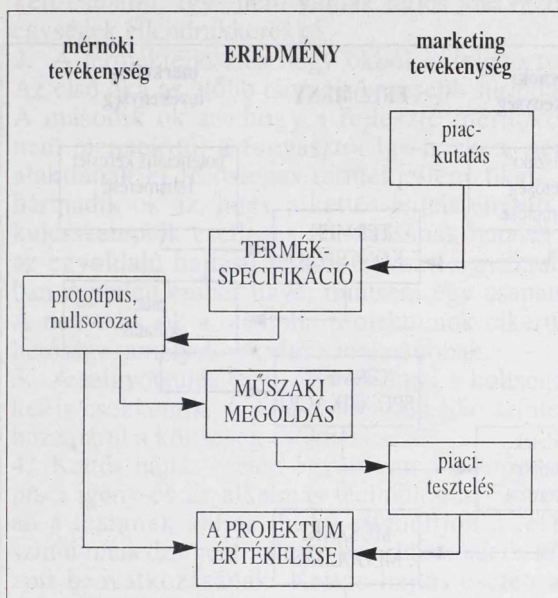 mérnöki
tevékenység
EREDMÉNY
marketing
tevékenység
piac-
kutatás
TERMÉK-
SPECIFIKÁCIÓ
prototípus,
nullsorozat
MŰSZAKI
MEGOLDÁS
piaci
tesztelés
A PROJEKTUM
ÉRTÉKELÉSE